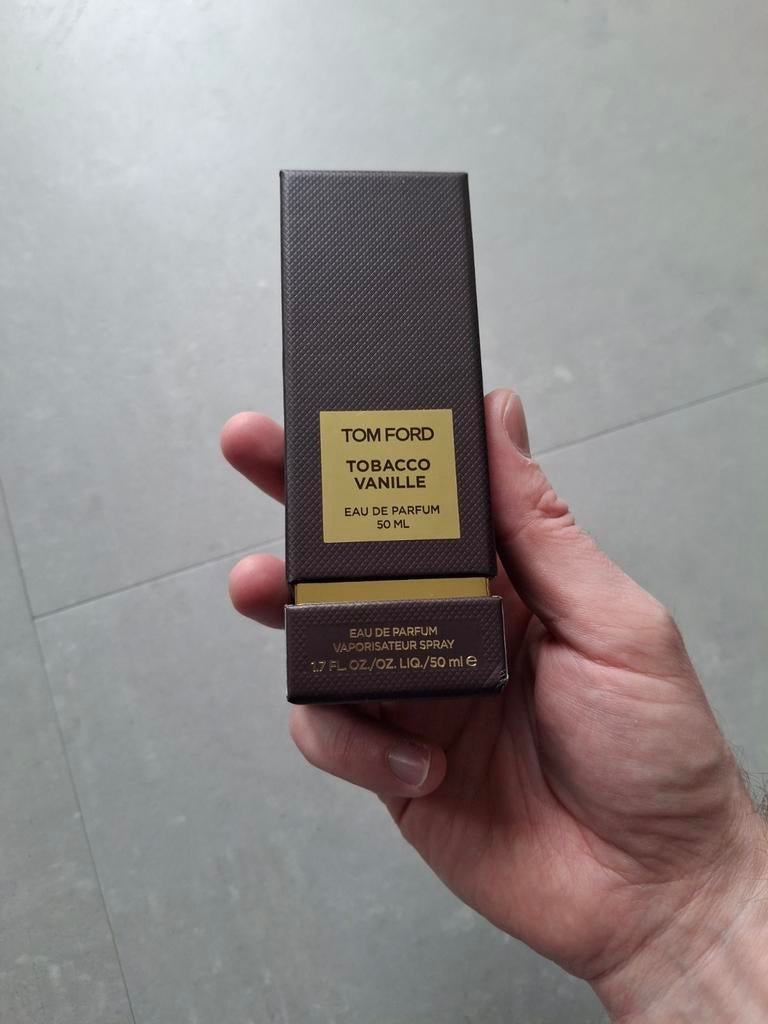 TOM FORD
TOBACCO
VANILLE
EAU DE PARFUM
50 ML
EAU DE PARFUM
VAPORISATEUR SPRAY
1.7 FL. OZ./OZ. LIQ./50 ml ℮